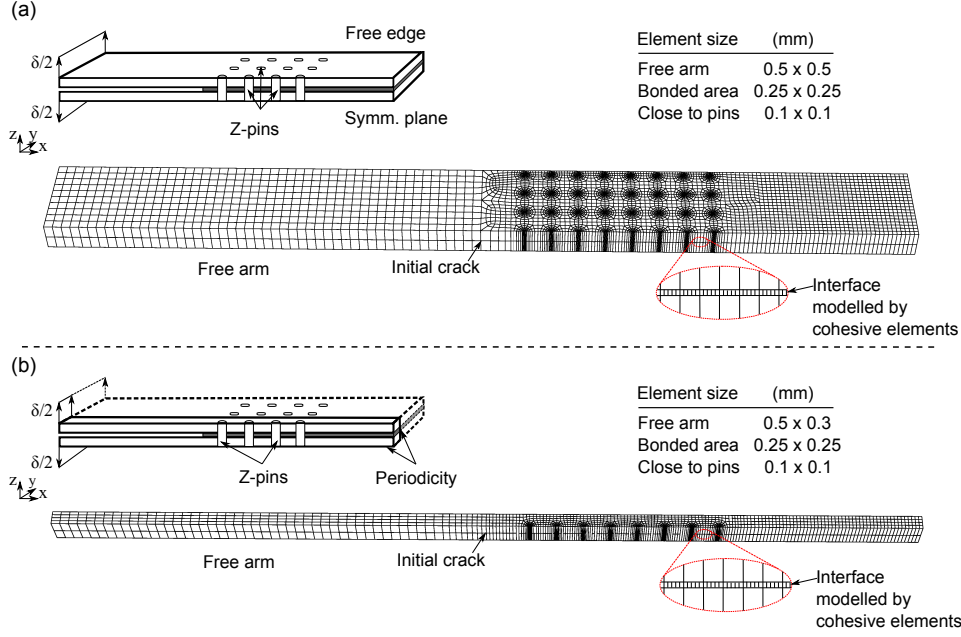 (a)
Free edge
δ/2
δ/2
Z-pins
Symm. plane
z
y
x
Element size (mm)
Free arm 0.5 x 0.5
Bonded area 0.25 x 0.25
Close to pins 0.1 x 0.1
Free arm
Initial crack
Interface
modelled by
cohesive elements
(b)
δ/2
δ/2
Z-pins
Periodicity
z
y
x
Element size (mm)
Free arm 0.5 x 0.3
Bonded area 0.25 x 0.25
Close to pins 0.1 x 0.1
Free arm
Initial crack
Interface
modelled by
cohesive elements